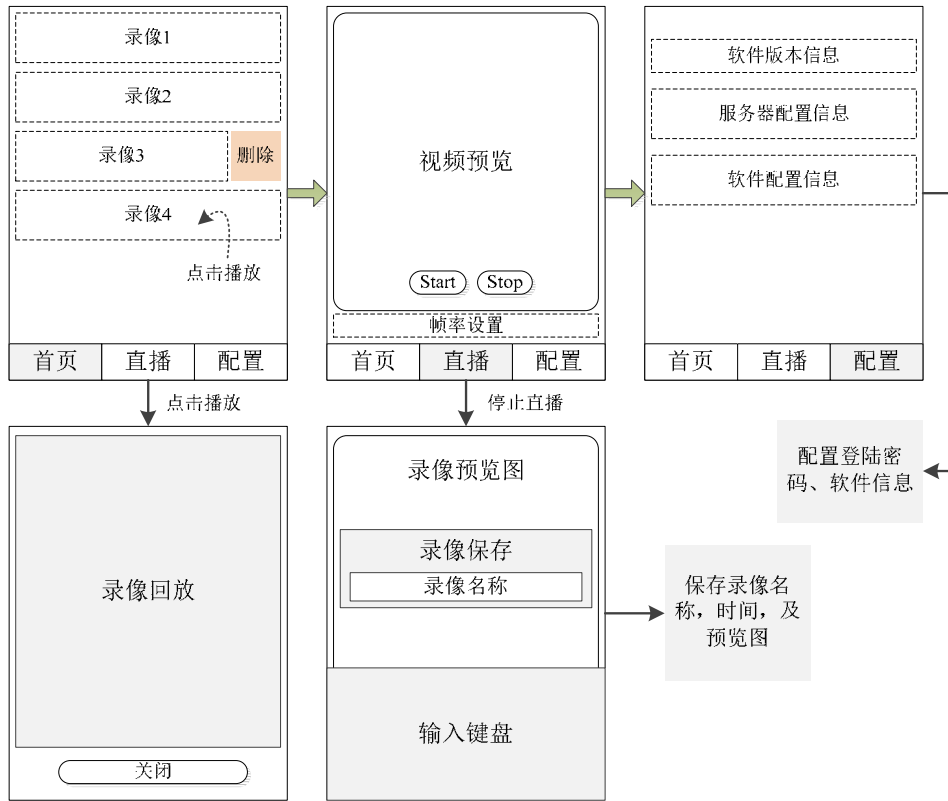 录像1
录像2
录像3
删除
录像4
点击播放
首页
直播
配置
视频预览
Start
Stop
帧率设置
首页
直播
配置
软件版本信息
服务器配置信息
软件配置信息
首页
直播
配置
点击播放
停止直播
录像回放
关闭
录像预览图
录像保存
录像名称
输入键盘
配置登陆密
码、软件信息
保存录像名
称，时间，及
预览图